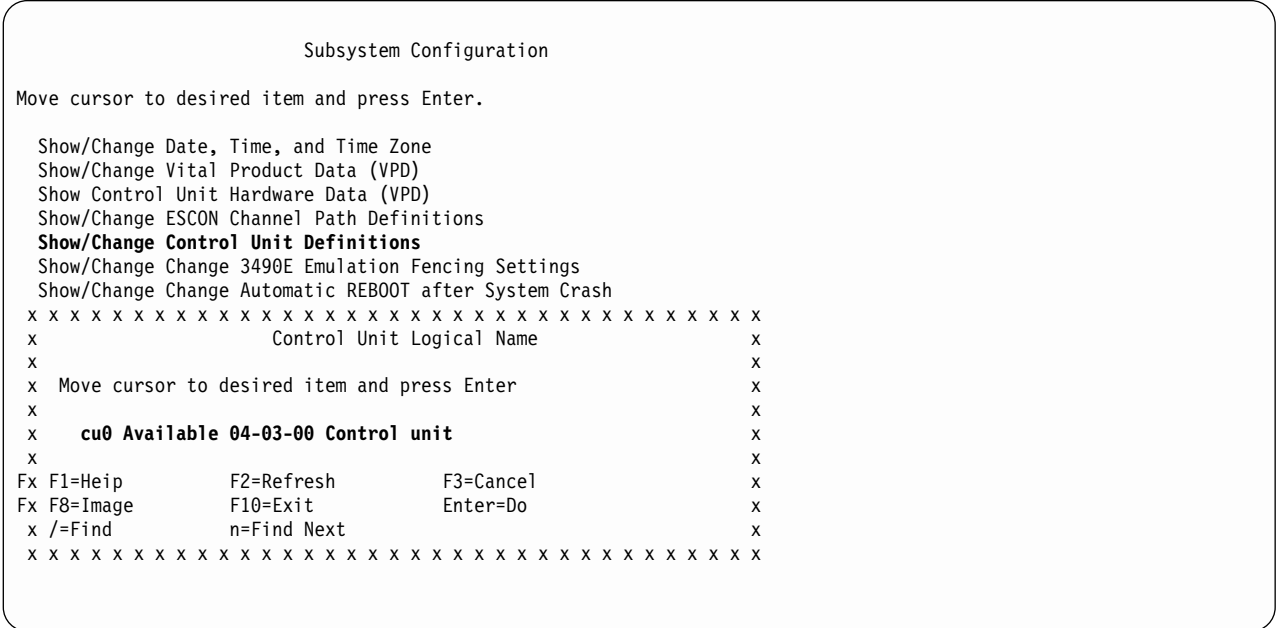 Subsystem Configuration
Move cursor to desired item and press Enter.
Show/Change Date, Time, and Time Zone
Show/Change Vital Product Data (VPD)
Show Control Unit Hardware Data (VPD)
Show/Change ESCON Channel Path Definitions
Show/Change Control Unit Definitions
Show/Change Change 3490E Emulation Fencing Settings
Show/Change Change Automatic REBOOT after System Crash
x x x x x x x x x x x x x x x x x x x x x x x x x x x x x x x x x x x
x Control Unit Logical Name x
x x
x Move cursor to desired item and press Enter x
x x
x cu0 Available 04-03-00 Control unit x
x x
Fx F1=Heip F2=Refresh F3=Cancel x
Fx F8=Image F10=Exit Enter=Do x
x /=Find n=Find Next x
x x x x x x x x x x x x x x x x x x x x x x x x x x x x x x x x x x x